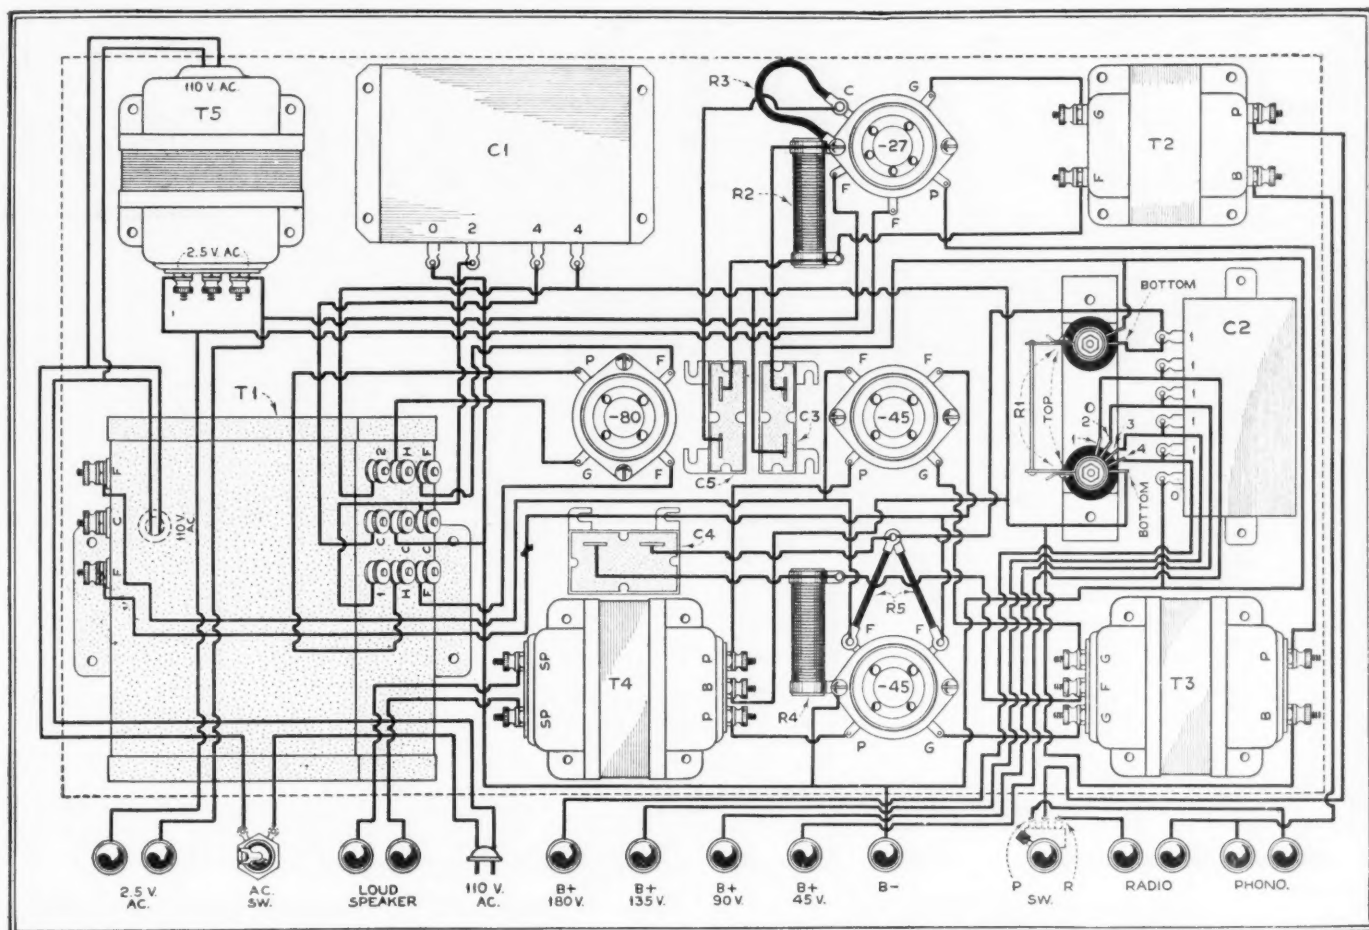 110 V. AC.
T5
2.5 V. AC.
C1
0 2 4 4
R3
C
G
-27
F
F
P
R2
G
F
T2
P
B
T1
F
C
F
110 V. AC
2 H F
C C C
1 H F
P
F
-80
G
F
C5
C3
F
F
-45
P
G
BOTTOM
R1
TOP
1
2
3
4
BOTTOM
C2
1
1
1
1
1
0
C4
R5
F
F
-45
R4
P
G
SP
SP
T4
P
B
P
G
F
G
T3
P
B
2.5 V. AC.
AC. SW.
LOUD SPEAKER
110 V. AC.
B+ 180 V.
B+ 135 V.
B+ 90 V.
B+ 45 V.
B-
P
SW.
R
RADIO
PHONO.